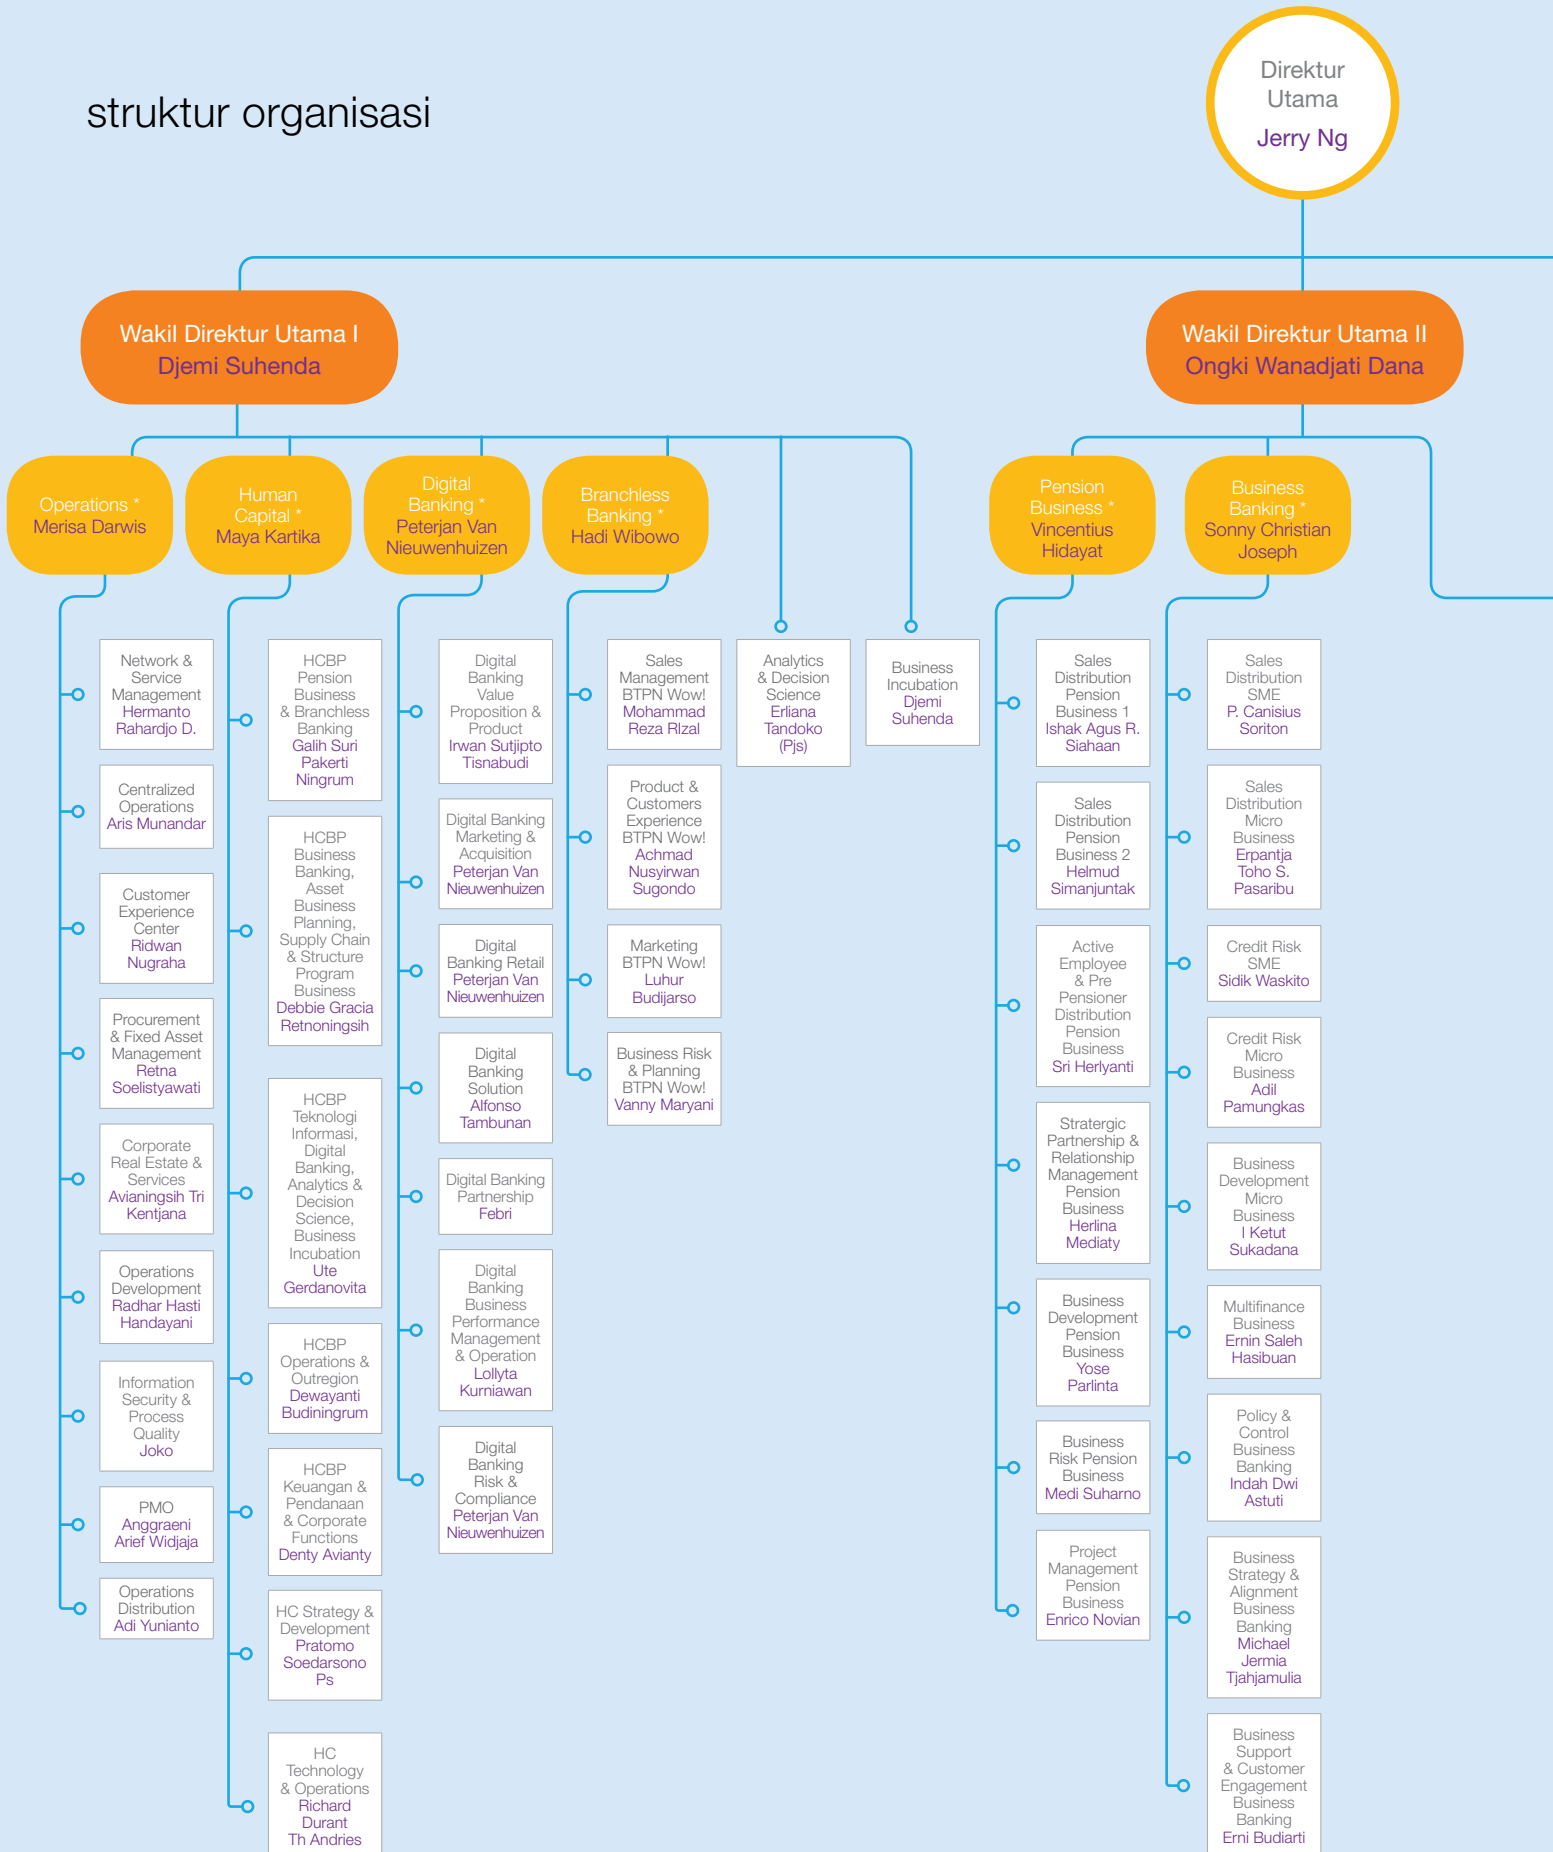 struktur organisasi
Direktur
Utama
Jerry Ng
Wakil Direktur Utama I
Djemi Suhenda
Wakil Direktur Utama II
Ongki Wanadjati Dana
Operations *
Merisa Darwis
Human
Capital *
Maya Kartika
Digital
Banking *
Peterjan Van
Nieuwenhuizen
Branchless
Banking *
Hadi Wibowo
Pension
Business *
Vincentius
Hidayat
Business
Banking *
Sonny Christian
Joseph
Network &
Service
Management
Hermanto
Rahardjo D.
Centralized
Operations
Aris Munandar
Customer
Experience
Center
Ridwan
Nugraha
Procurement
& Fixed Asset
Management
Retna
Soelistyawati
Corporate
Real Estate &
Services
Avianingsih Tri
Kentjana
Operations
Development
Radhar Hasti
Handayani
Information
Security &
Process
Quality
Joko
PMO
Anggraeni
Arief Widjaja
Operations
Distribution
Adi Yunianto
HCBP
Pension
Business
& Branchless
Banking
Galih Suri
Pakerti
Ningrum
HCBP
Business
Banking,
Asset
Business
Planning,
Supply Chain
& Structure
Program
Business
Debbie Gracia
Retnoningsih
HCBP
Teknologi
Informasi,
Digital
Banking,
Analytics &
Decision
Science,
Business
Incubation
Ute
Gerdanovita
HCBP
Operations &
Outregion
Dewayanti
Budiningrum
HCBP
Keuangan &
Pendanaan
& Corporate
Functions
Denty Avianty
HC Strategy &
Development
Pratomo
Soedarsono
Ps
HC
Technology
& Operations
Richard
Durant
Th Andries
Digital
Banking
Value
Proposition &
Product
Irwan Sutjipto
Tisnabudi
Digital Banking
Marketing &
Acquisition
Peterjan Van
Nieuwenhuizen
Digital
Banking Retail
Peterjan Van
Nieuwenhuizen
Digital
Banking
Solution
Alfonso
Tambunan
Digital Banking
Partnership
Febri
Digital
Banking
Business
Performance
Management
& Operation
Lollyta
Kurniawan
Digital
Banking
Risk &
Compliance
Peterjan Van
Nieuwenhuizen
Sales
Management
BTPN Wow!
Mohammad
Reza RIzal
Product &
Customers
Experience
BTPN Wow!
Achmad
Nusyirwan
Sugondo
Marketing
BTPN Wow!
Luhur
Budijarso
Business Risk
& Planning
BTPN Wow!
Vanny Maryani
Analytics
& Decision
Science
Erliana
Tandoko
(Pjs)
Business
Incubation
Djemi
Suhenda
Sales
Distribution
Pension
Business 1
Ishak Agus R.
Siahaan
Sales
Distribution
Pension
Business 2
Helmud
Simanjuntak
Active
Employee
& Pre
Pensioner
Distribution
Pension
Business
Sri Herlyanti
Stratergic
Partnership &
Relationship
Management
Pension
Business
Herlina
Mediaty
Business
Development
Pension
Business
Yose
Parlinta
Business
Risk Pension
Business
Medi Suharno
Project
Management
Pension
Business
Enrico Novian
Sales
Distribution
SME
P. Canisius
Soriton
Sales
Distribution
Micro
Business
Erpantja
Toho S.
Pasaribu
Credit Risk
SME
Sidik Waskito
Credit Risk
Micro
Business
Adil
Pamungkas
Business
Development
Micro
Business
I Ketut
Sukadana
Multifinance
Business
Ernin Saleh
Hasibuan
Policy &
Control
Business
Banking
Indah Dwi
Astuti
Business
Strategy &
Alignment
Business
Banking
Michael
Jermia
Tjahjamulia
Business
Support
& Customer
Engagement
Business
Banking
Erni Budiarti